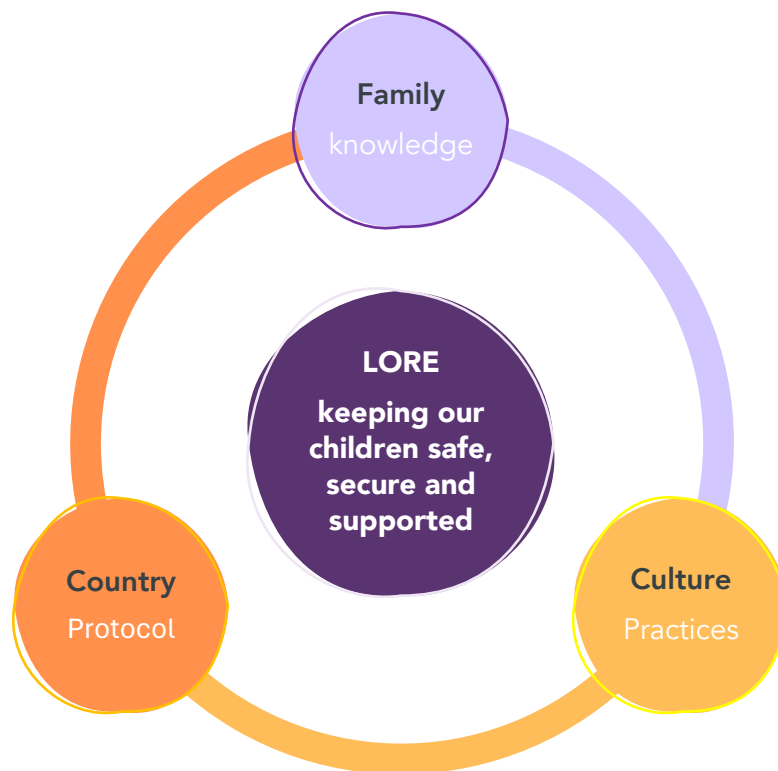 Family
knowledge
LORE
keeping our
children safe,
secure and
supported
Country
Protocol
Culture
Practices